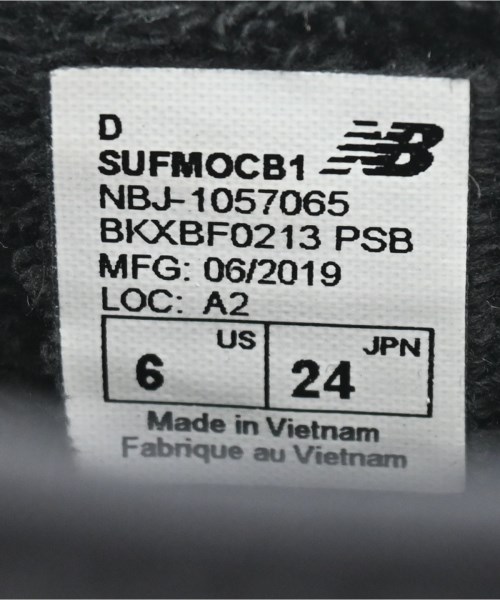 D
SUFMOCB1
NB
NBJ-1057065
BKXBF0213 PSB
MFG: 06/2019
LOC: A2
US JPN
6 24
Made in Vietnam
Fabrique au Vietnam